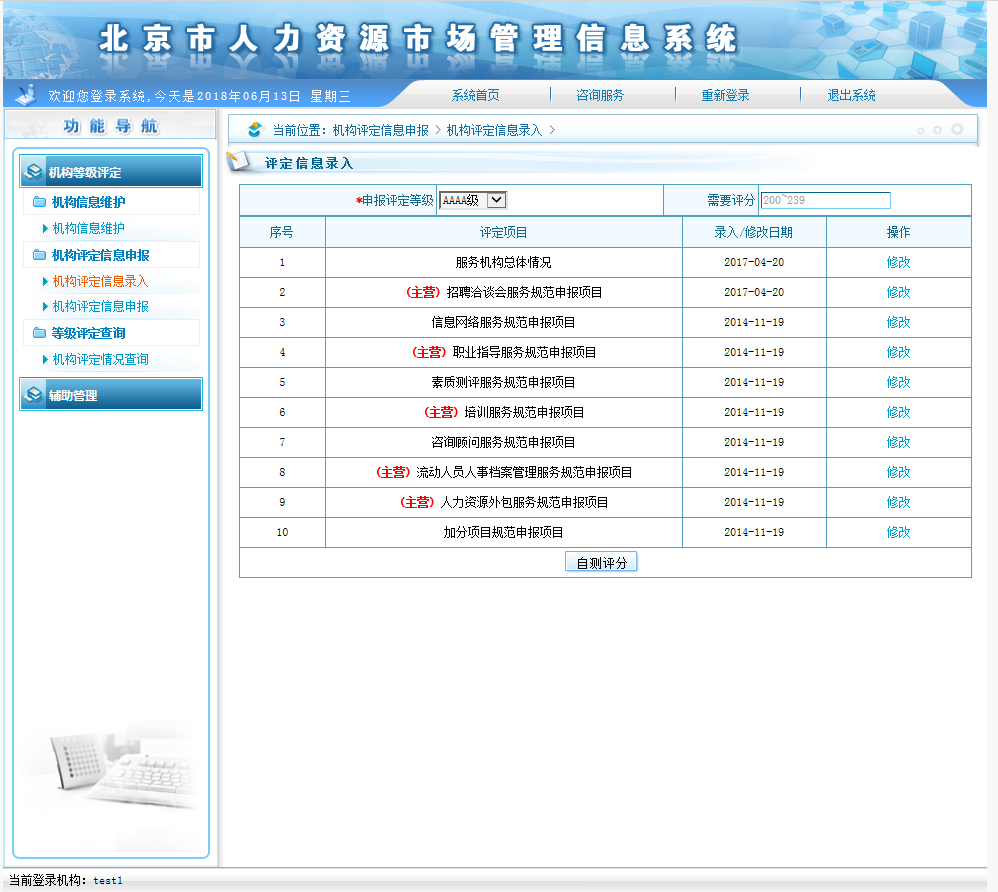 北京市人力资源市场管理信息系统
欢迎您登录系统,今天是2018年06月13日 星期三
系统首页 咨询服务 重新登录 退出系统
功能导航
机构等级评定
机构信息维护
机构信息维护
机构评定信息申报
机构评定信息录入
机构评定信息申报
等级评定查询
机构评定情况查询
辅助管理
当前位置：机构评定信息申报 > 机构评定信息录入 >
评定信息录入
*申报评定等级 AAAA级 需要评分 200~239
序号 评定项目 录入/修改日期 操作
1 服务机构总体情况 2017-04-20 修改
2 （主营）招聘洽谈会服务规范申报项目 2017-04-20 修改
3 信息网络服务规范申报项目 2014-11-19 修改
4 （主营）职业指导服务规范申报项目 2014-11-19 修改
5 素质测评服务规范申报项目 2014-11-19 修改
6 （主营）培训服务规范申报项目 2014-11-19 修改
7 咨询顾问服务规范申报项目 2014-11-19 修改
8 （主营）流动人员人事档案管理服务规范申报项目 2014-11-19 修改
9 （主营）人力资源外包服务规范申报项目 2014-11-19 修改
10 加分项目规范申报项目 2014-11-19 修改
自测评分
当前登录机构：test1